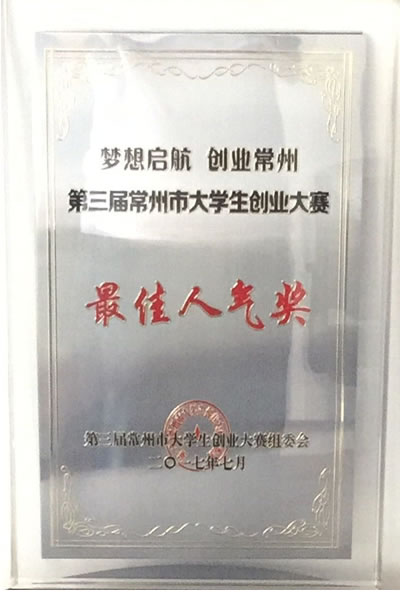 梦想启航 创业常州
第三届常州市大学生创业大赛
最佳人气奖
第三届常州市大学生创业大赛组委会
二〇一七年七月